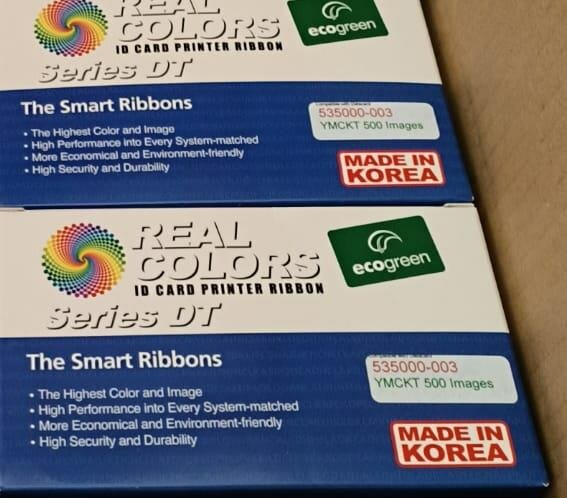 REAL
COLORS
ID CARD PRINTER RIBBON
Series DT
ecogreen
The Smart Ribbons
• The Highest Color and Image
• High Performance into Every System-matched
• More Economical and Environment-friendly
• High Security and Durability
Compatible with Datacard
535000-003
YMCKT 500 Images
MADE IN
KOREA
REAL
COLORS
ID CARD PRINTER RIBBON
Series DT
ecogreen
The Smart Ribbons
• The Highest Color and Image
• High Performance into Every System-matched
• More Economical and Environment-friendly
• High Security and Durability
535000-003
YMCKT 500 Images
MADE IN
KOREA